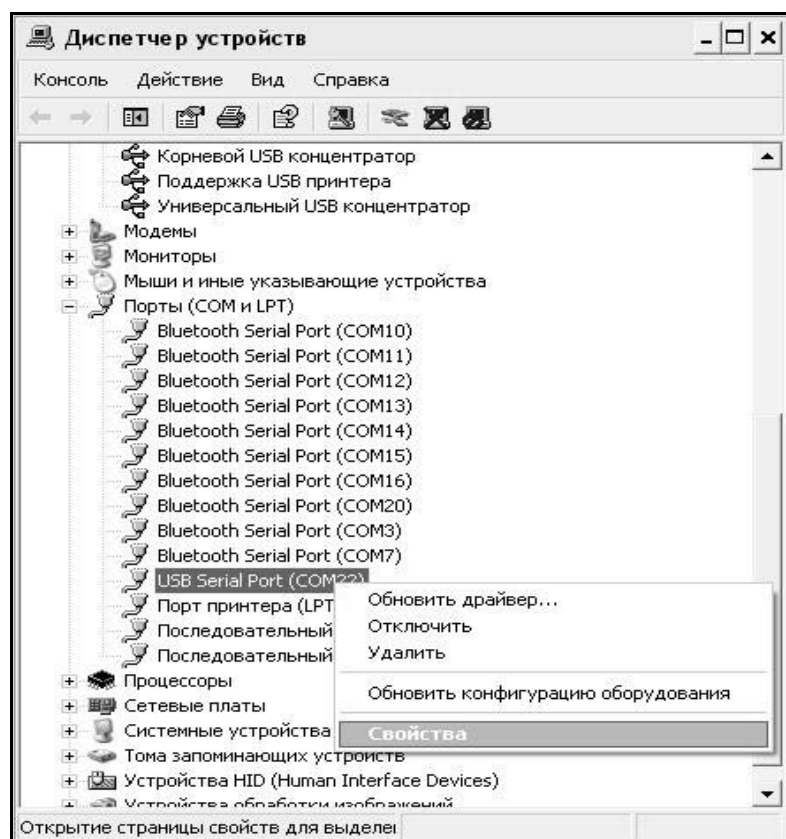 Диспетчер устройств
Консоль Действие Вид Справка
Корневой USB концентратор
Поддержка USB принтера
Универсальный USB концентратор
Модемы
Мониторы
Мыши и иные указывающие устройства
Порты (COM и LPT)
Bluetooth Serial Port (COM10)
Bluetooth Serial Port (COM11)
Bluetooth Serial Port (COM12)
Bluetooth Serial Port (COM13)
Bluetooth Serial Port (COM14)
Bluetooth Serial Port (COM15)
Bluetooth Serial Port (COM16)
Bluetooth Serial Port (COM20)
Bluetooth Serial Port (COM3)
Bluetooth Serial Port (COM7)
USB Serial Port (COM22)
Обновить драйвер...
Порт принтера (LPT
Отключить
Последовательный
Удалить
Последовательный
Процессоры
Обновить конфигурацию оборудования
Сетевые платы
Системные устройства
Свойства
Тома запоминающих устройств
Устройства HID (Human Interface Devices)
Устройства обработки изображений
Открытие страницы свойств для выделе